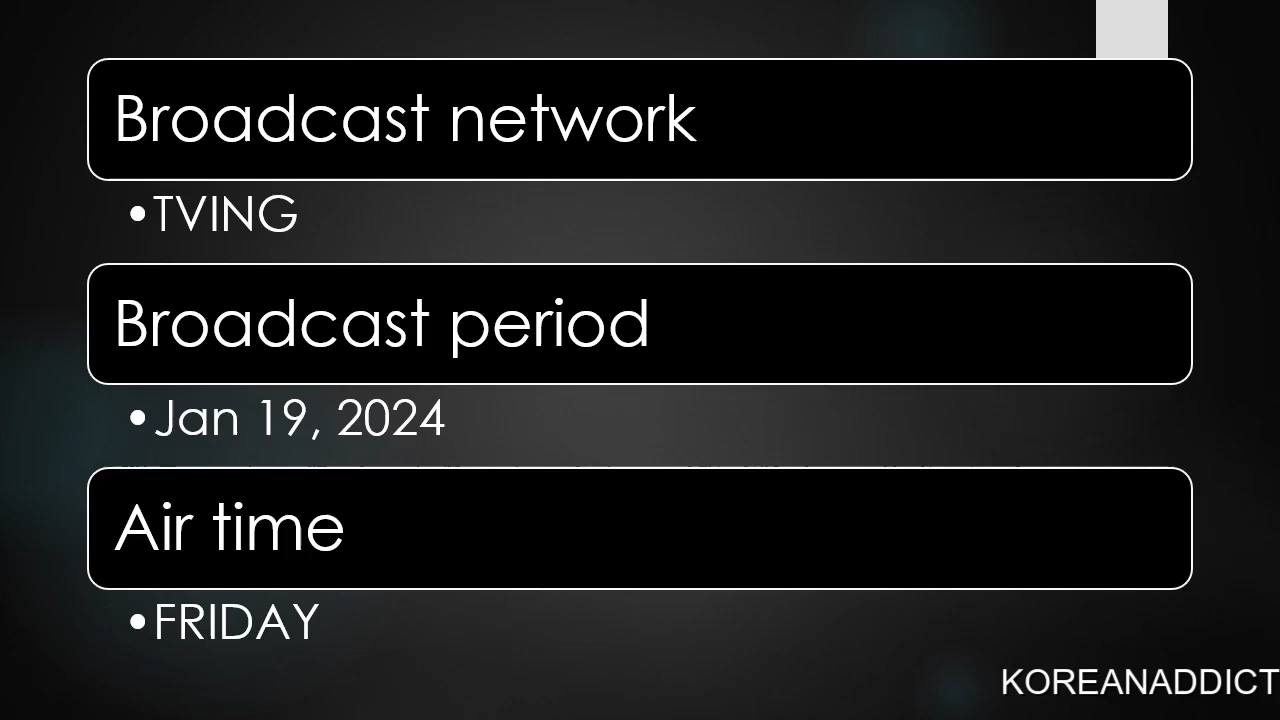 Broadcast network
•TVING
Broadcast period
•Jan 19, 2024
Air time
•FRIDAY
KOREANADDICT